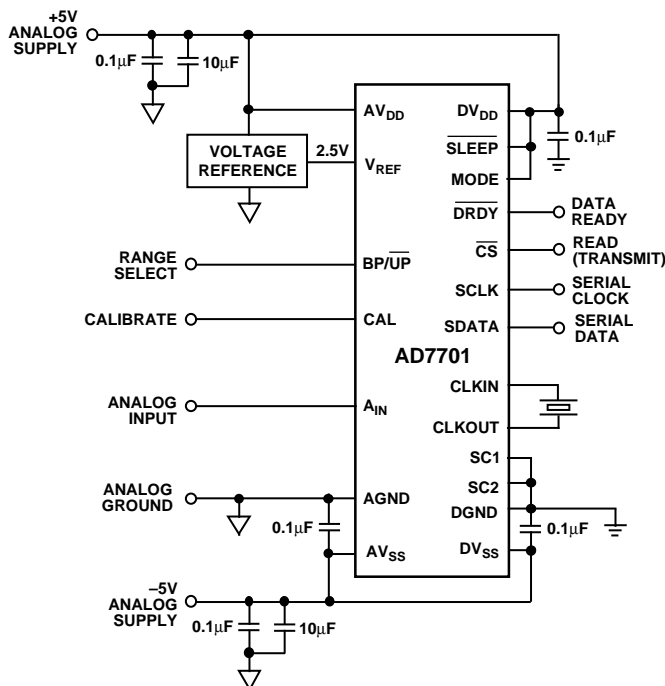 +5V
ANALOG
SUPPLY
0.1μF
10μF
AVDD
DVDD
0.1μF
VOLTAGE
REFERENCE
2.5V
VREF
SLEEP
MODE
DRDY
DATA
READY
RANGE
SELECT
BP/UP
CS
READ
(TRANSMIT)
SCLK
SERIAL
CLOCK
CALIBRATE
CAL
SDATA
SERIAL
DATA
AD7701
ANALOG
INPUT
AIN
CLKIN
CLKOUT
SC1
SC2
ANALOG
GROUND
AGND
DGND
0.1μF
0.1μF
AVSS
DVSS
–5V
ANALOG
SUPPLY
0.1μF
10μF